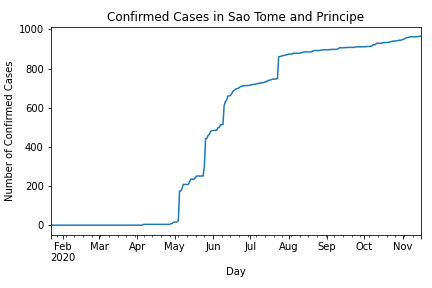 Confirmed Cases in Sao Tome and Principe
Number of Confirmed Cases
1000
800
600
400
200
0
Feb Mar Apr May Jun Jul Aug Sep Oct Nov
2020
Day